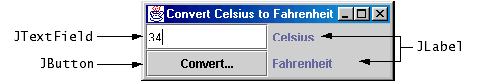 Convert Celsius to Fahrenheit
JTextField
34
Celsius
JLabel
JButton
Convert...
Fahrenheit